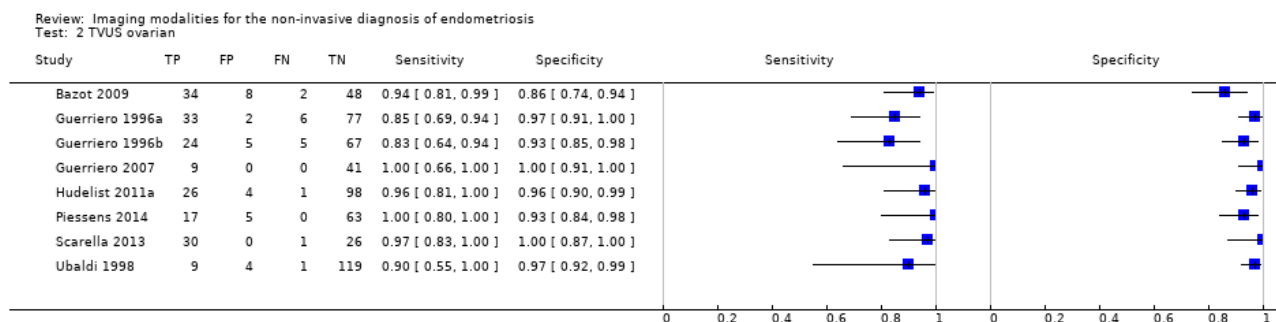 Review: Imaging modalities for the non-invasive diagnosis of endometriosis
Test: 2 TVUS ovarian
Study TP FP FN TN Sensitivity Specificity Sensitivity Specificity
Bazot 2009 34 8 2 48 0.94 [ 0.81, 0.99 ] 0.86 [ 0.74, 0.94 ]
Guerriero 1996a 33 2 6 77 0.85 [ 0.69, 0.94 ] 0.97 [ 0.91, 1.00 ]
Guerriero 1996b 24 5 5 67 0.83 [ 0.64, 0.94 ] 0.93 [ 0.85, 0.98 ]
Guerriero 2007 9 0 0 41 1.00 [ 0.66, 1.00 ] 1.00 [ 0.91, 1.00 ]
Hudelist 2011a 26 4 1 98 0.96 [ 0.81, 1.00 ] 0.96 [ 0.90, 0.99 ]
Piessens 2014 17 5 0 63 1.00 [ 0.80, 1.00 ] 0.93 [ 0.84, 0.98 ]
Scarella 2013 30 0 1 26 0.97 [ 0.83, 1.00 ] 1.00 [ 0.87, 1.00 ]
Ubaldi 1998 9 4 1 119 0.90 [ 0.55, 1.00 ] 0.97 [ 0.92, 0.99 ]
0 0.2 0.4 0.6 0.8 1 0 0.2 0.4 0.6 0.8 1